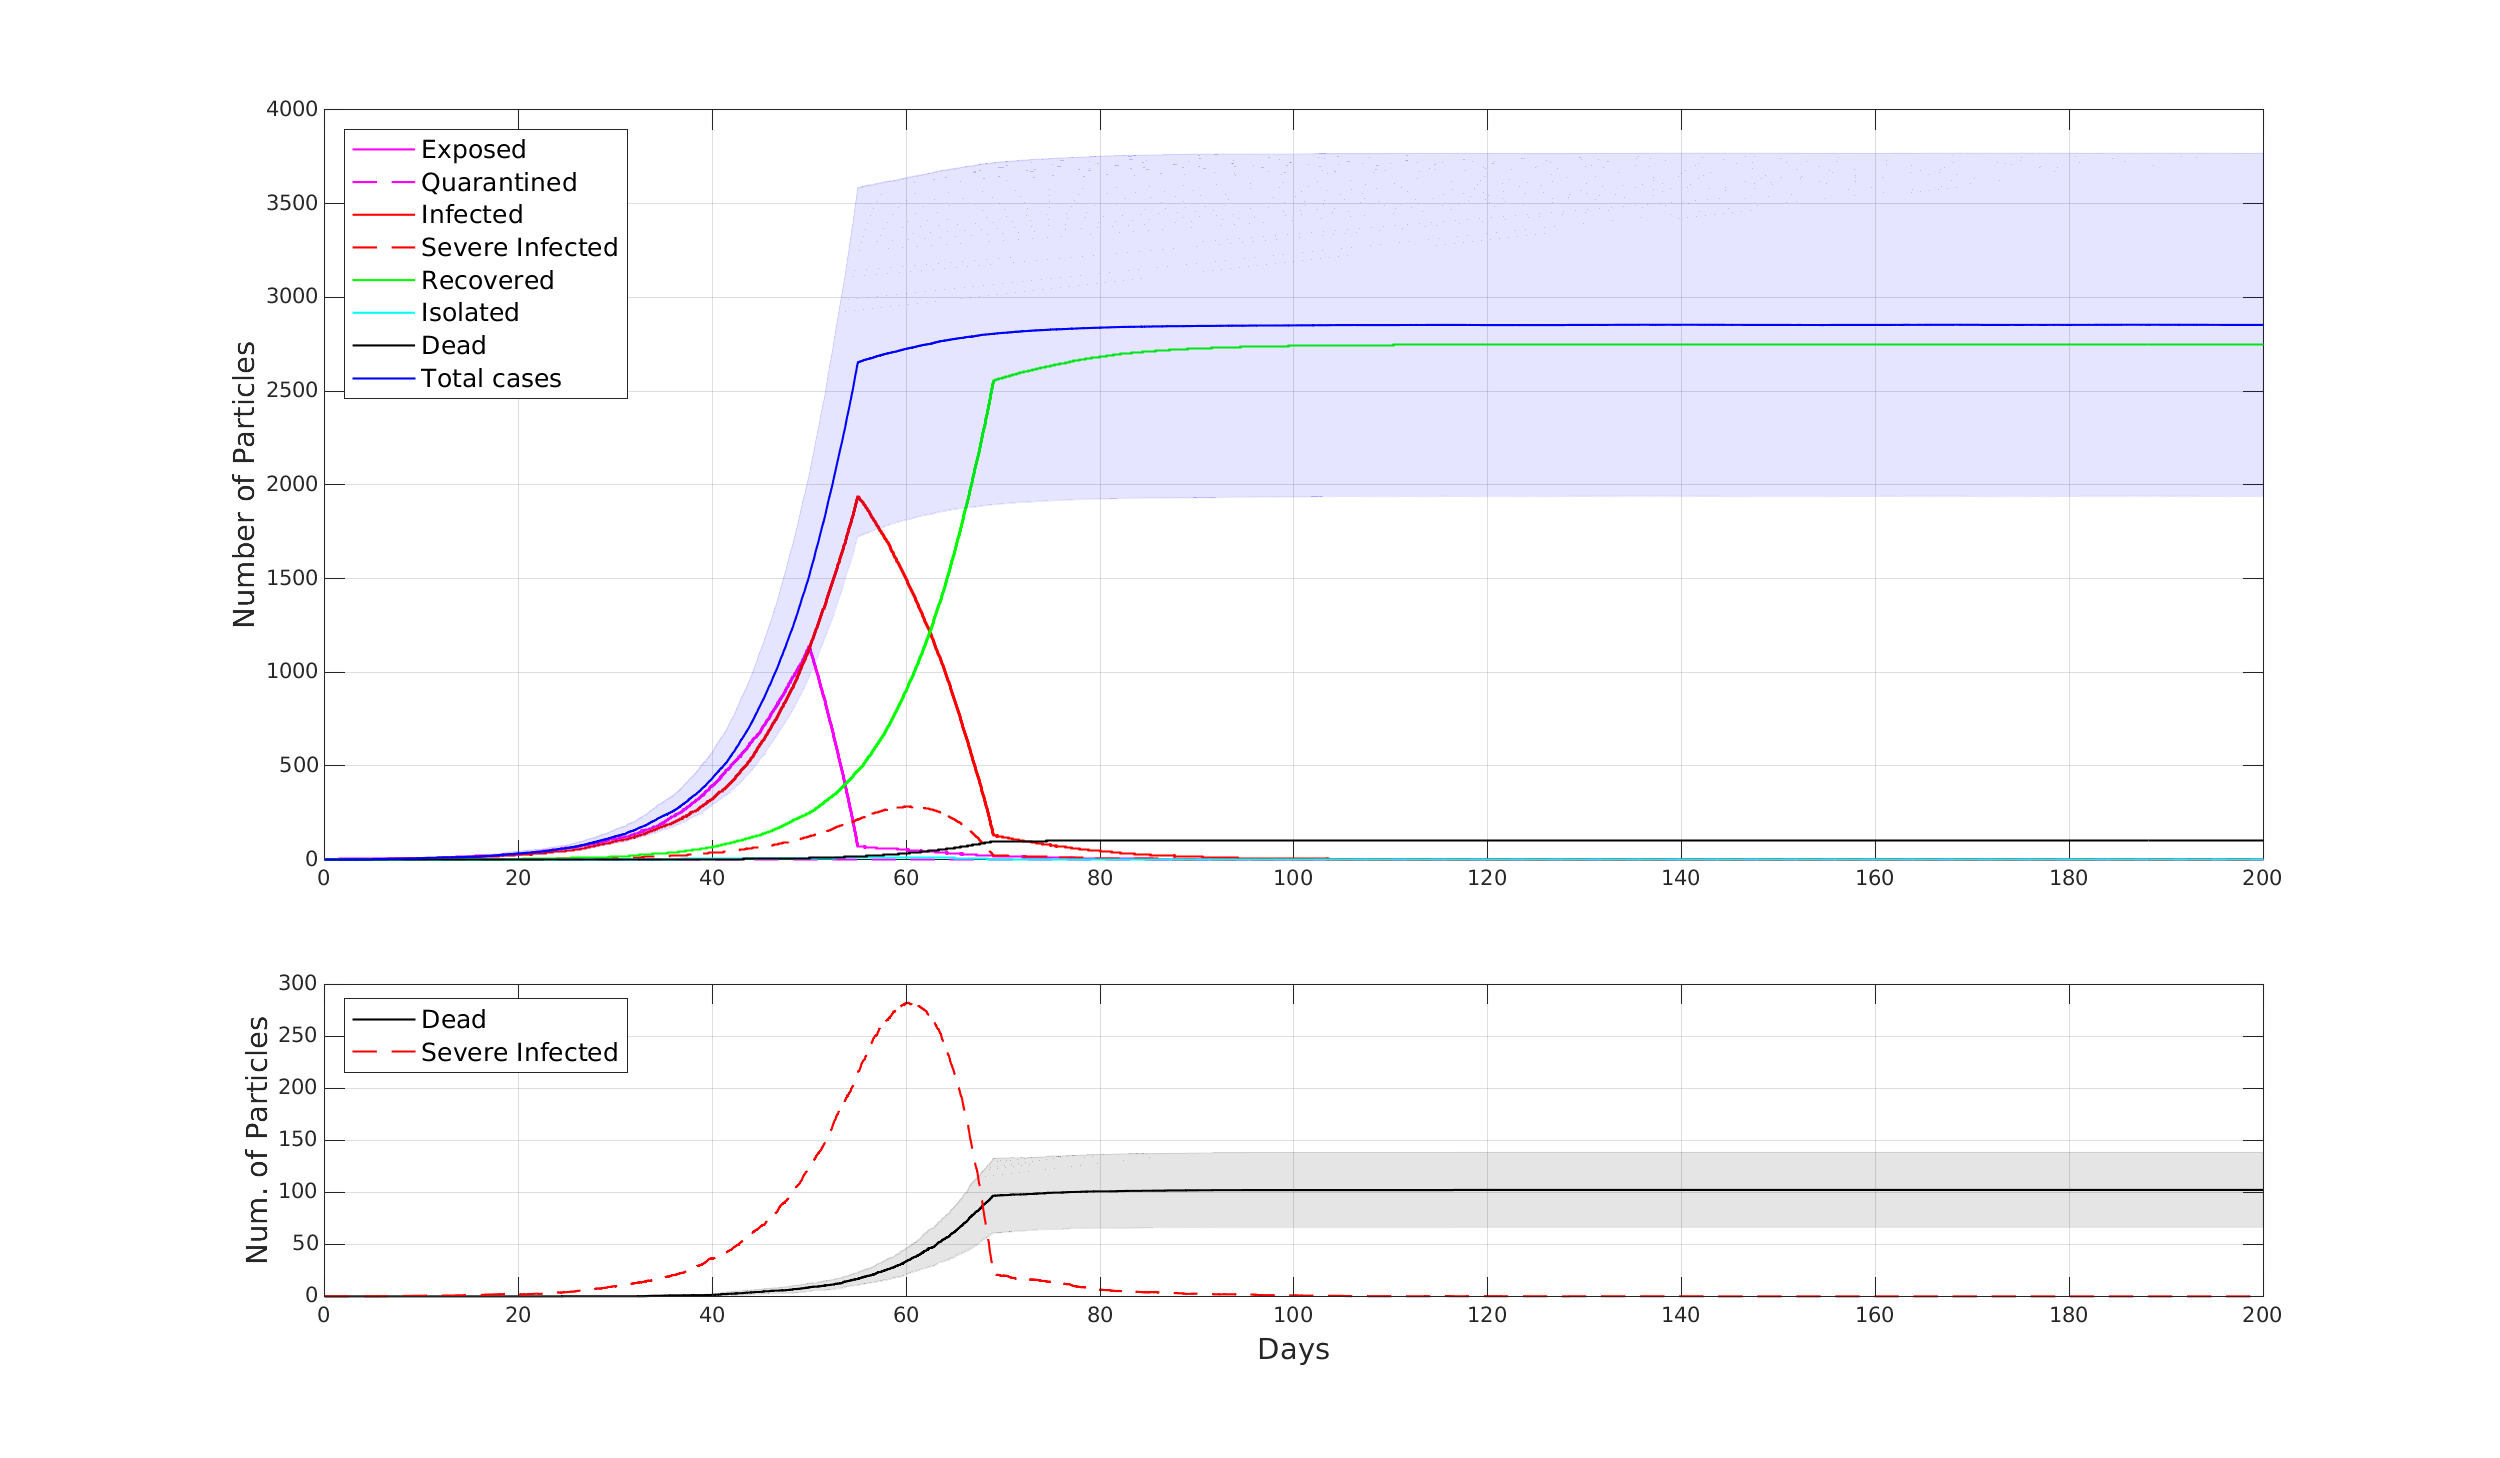 4000
3500
3000
2500
2000
1500
1000
500
0
Number of Particles
Exposed
Quarantined
Infected
Severe Infected
Recovered
Isolated
Dead
Total cases
0 20 40 60 80 100 120 140 160 180 200
300
250
200
150
100
50
0
Num. of Particles
Dead
Severe Infected
0 20 40 60 80 100 120 140 160 180 200
Days